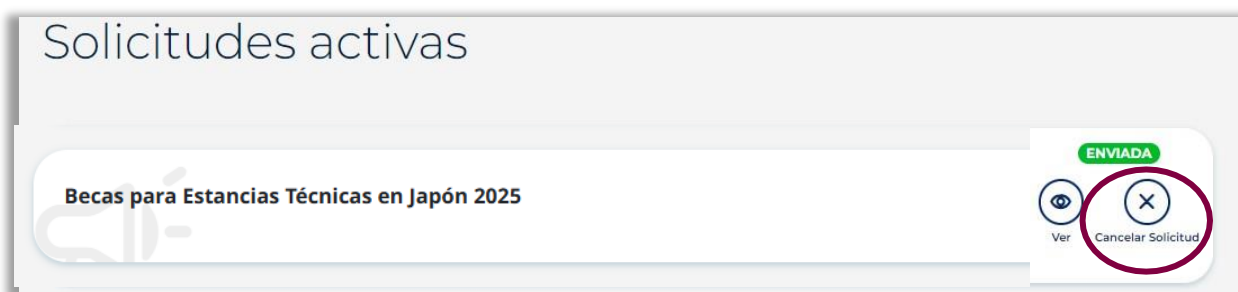 Solicitudes activas
ENVIADA
Becas para Estancias Técnicas en Japón 2025
Ver
Cancelar Solicitud